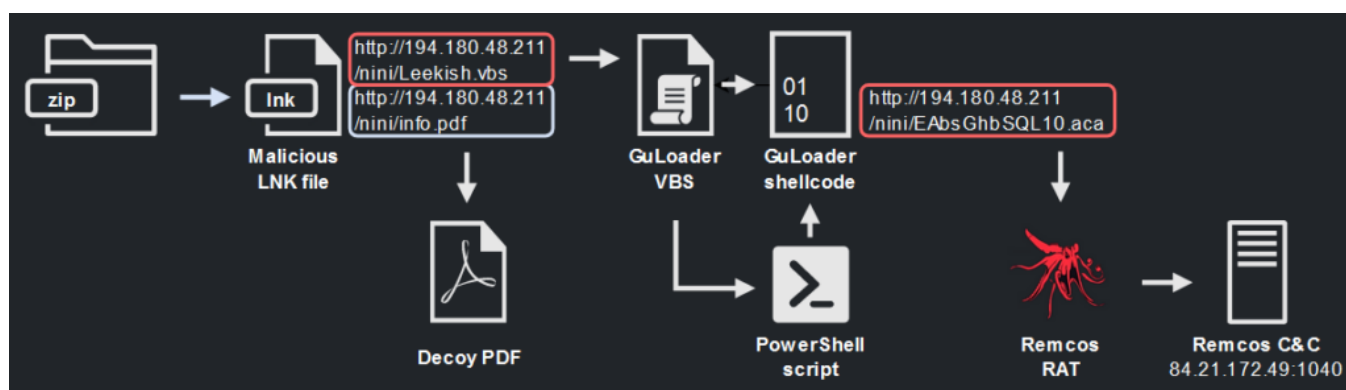 zip
lnk
http://194.180.48.211
/nini/Leekish.vbs
http://194.180.48.211
/nini/info.pdf
Malicious
LNK file
Decoy PDF
GuLoader
VBS
01
10
GuLoader
shellcode
PowerShell
script
http://194.180.48.211
/nini/EAbsGhbSQL10.aca
Remcos
RAT
Remcos C&C
84.21.172.49:1040